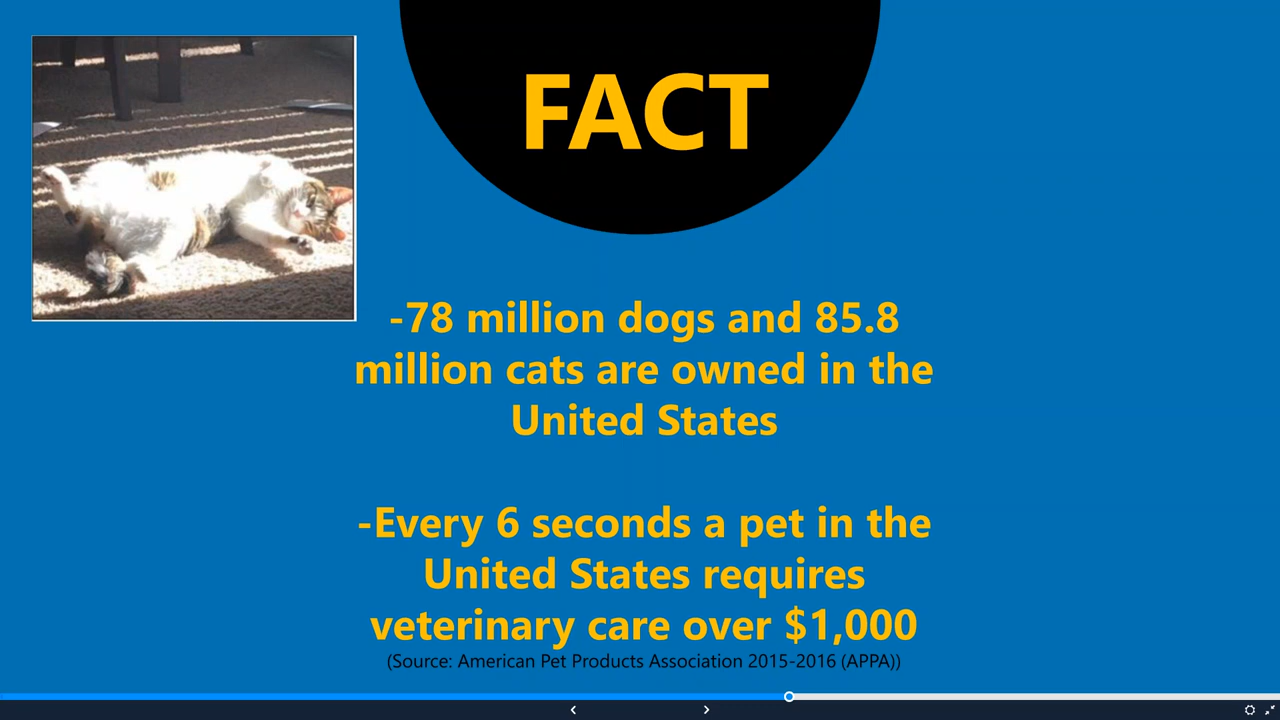 FACT
-78 million dogs and 85.8
million cats are owned in the
United States
-Every 6 seconds a pet in the
United States requires
veterinary care over $1,000
(Source: American Pet Products Association 2015-2016 (APPA))